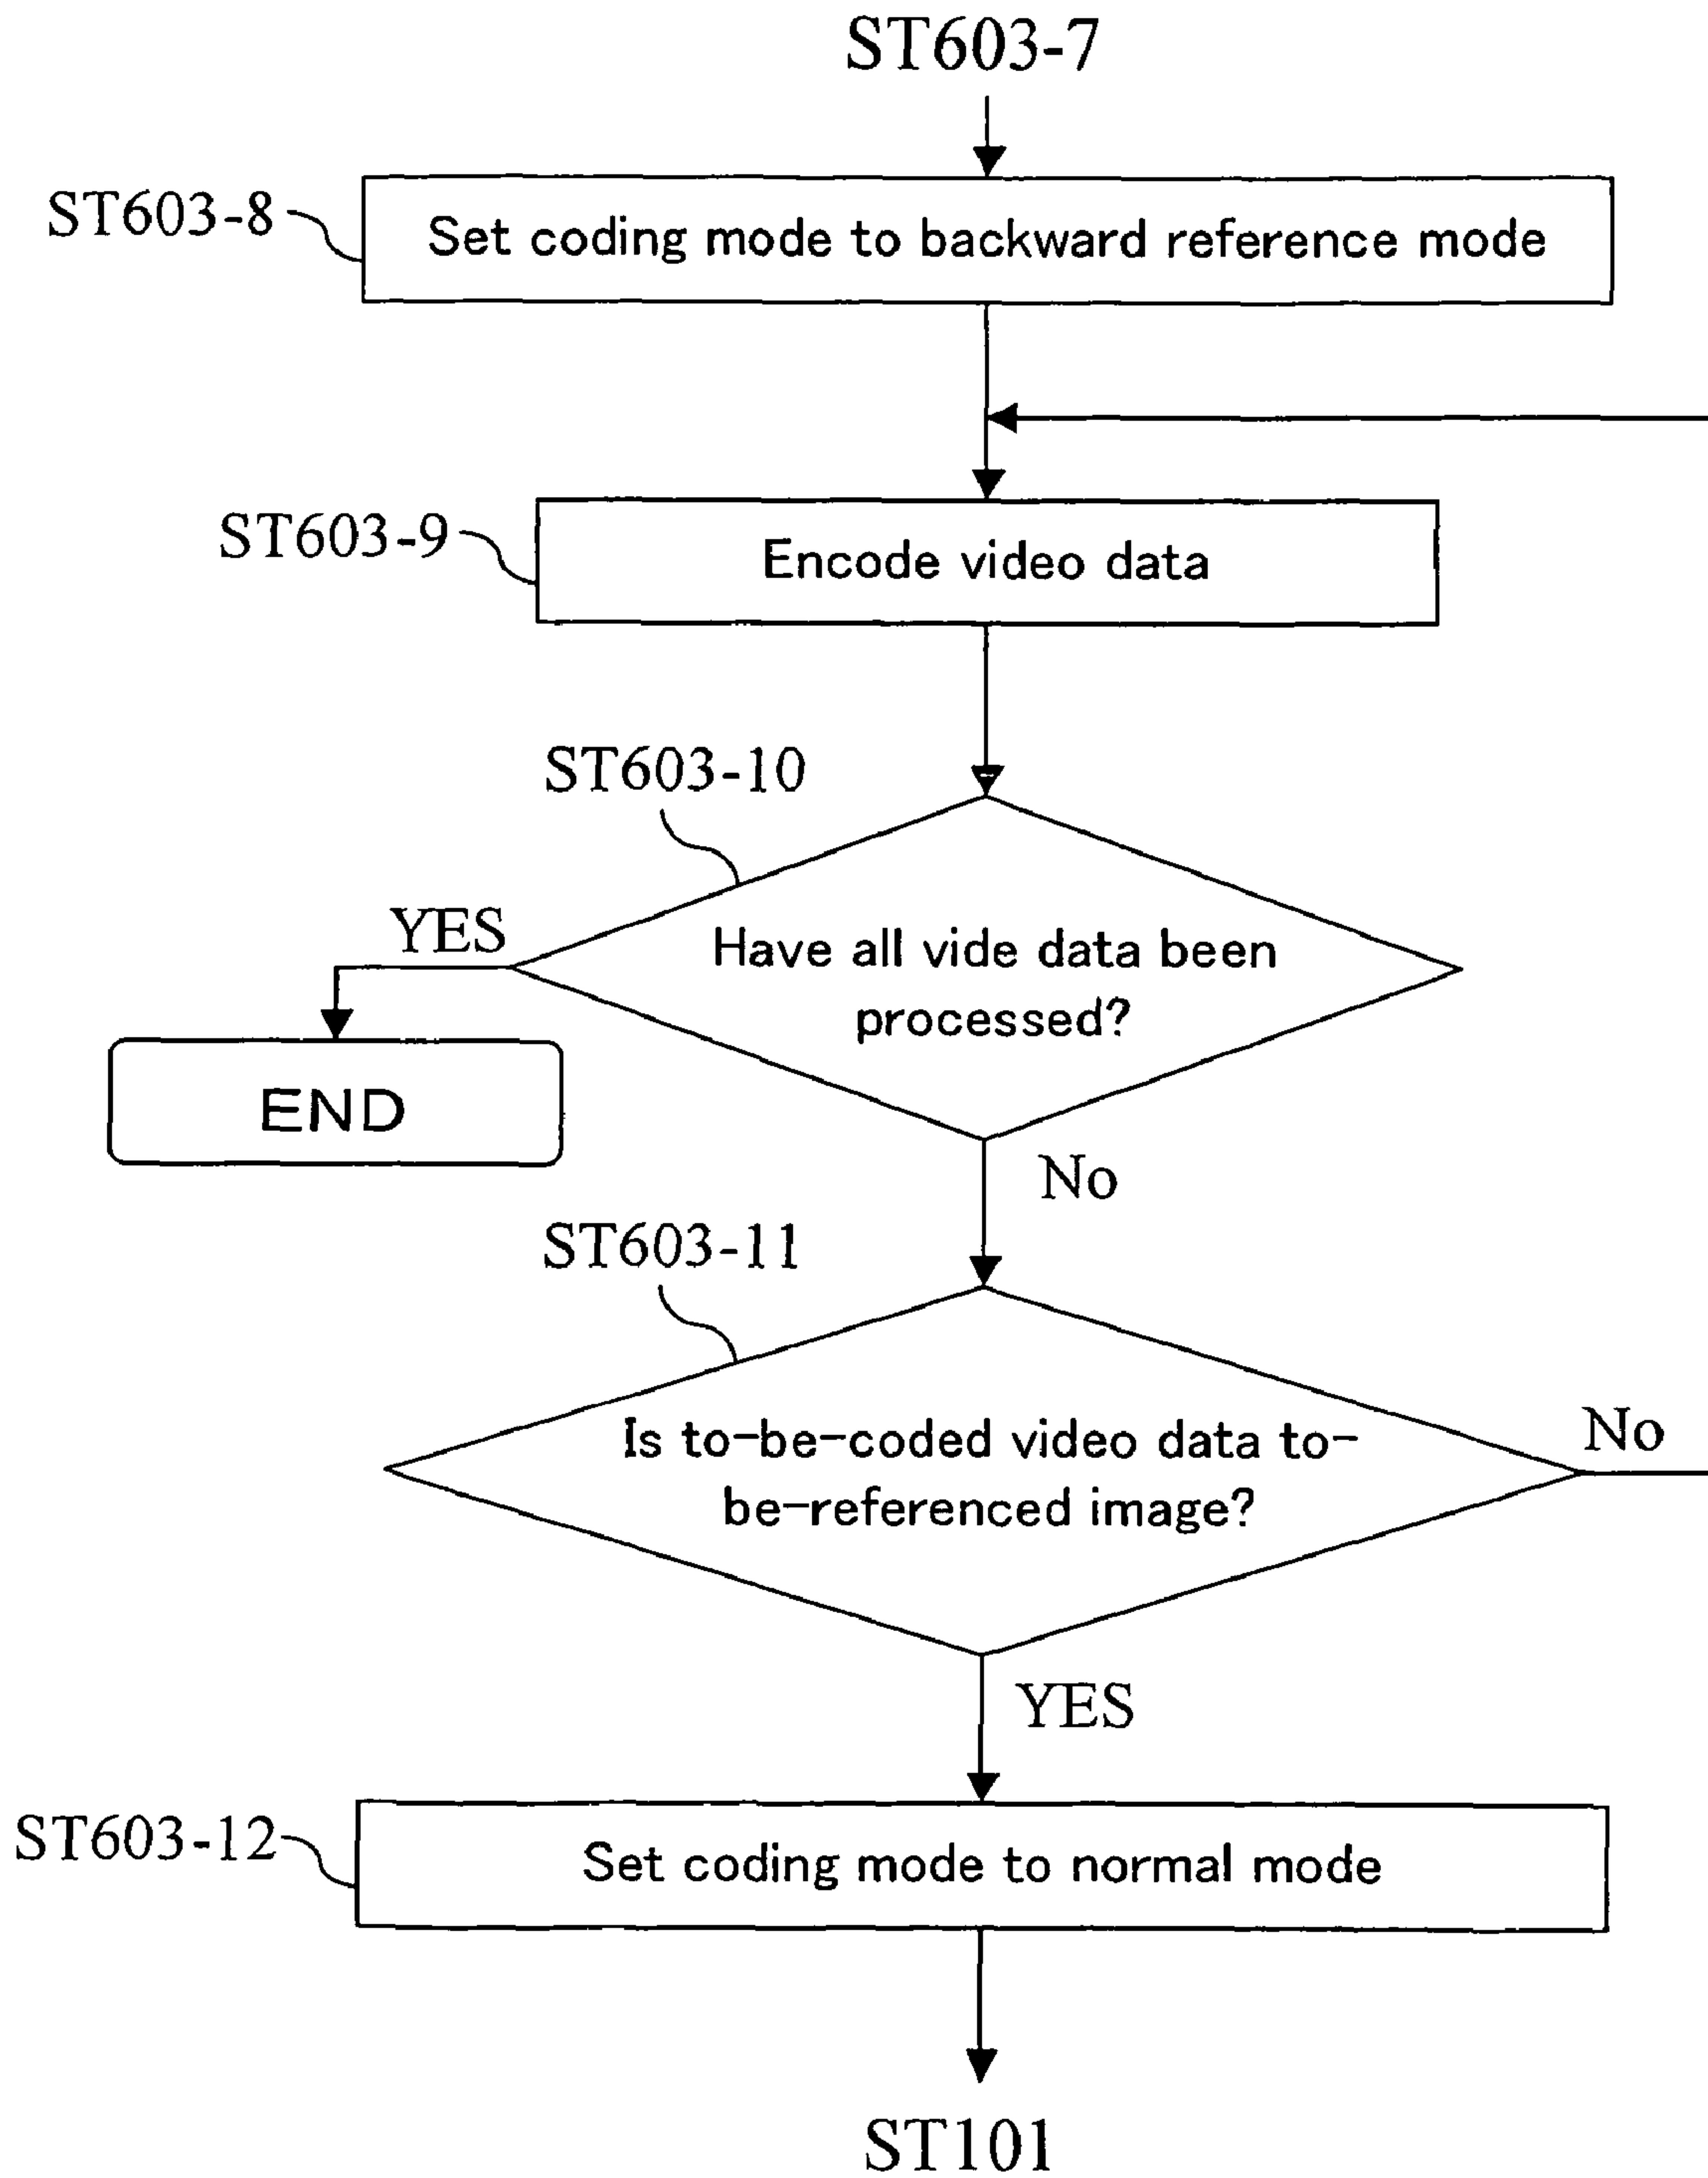 ST603-7
ST603-8
Set coding mode to backward reference mode
ST603-9
Encode video data
ST603-10
YES
Have all vide data been
processed?
END
No
ST603-11
Is to-be-coded video data to-
be-referenced image?
No
YES
ST603-12
Set coding mode to normal mode
ST101